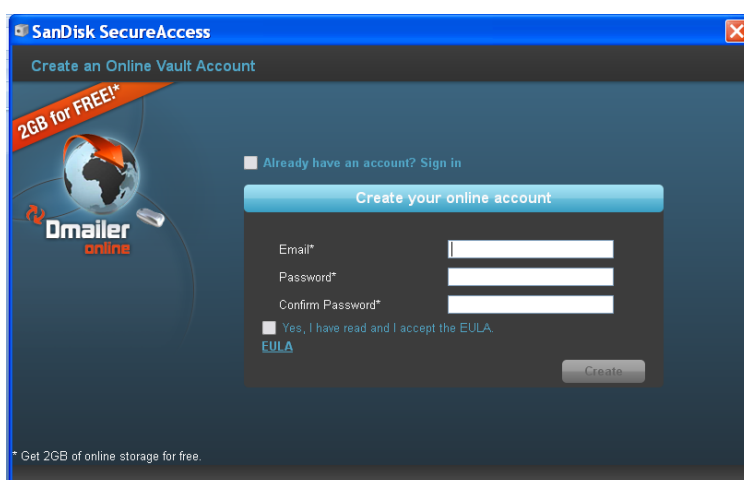 SanDisk SecureAccess
Create an Online Vault Account
2GB for FREE!*
Already have an account? Sign in
Create your online account
Dmailer
online
Email*
Password*
Confirm Password*
Yes, I have read and I accept the EULA.
EULA
Create
* Get 2GB of online storage for free.